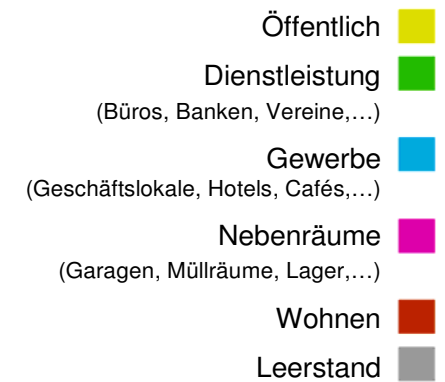 Öffentlich
Dienstleistung
(Büros, Banken, Vereine,…)
Gewerbe
(Geschäftslokale, Hotels, Cafés,…)
Nebenräume
(Garagen, Müllräume, Lager,…)
Wohnen
Leerstand